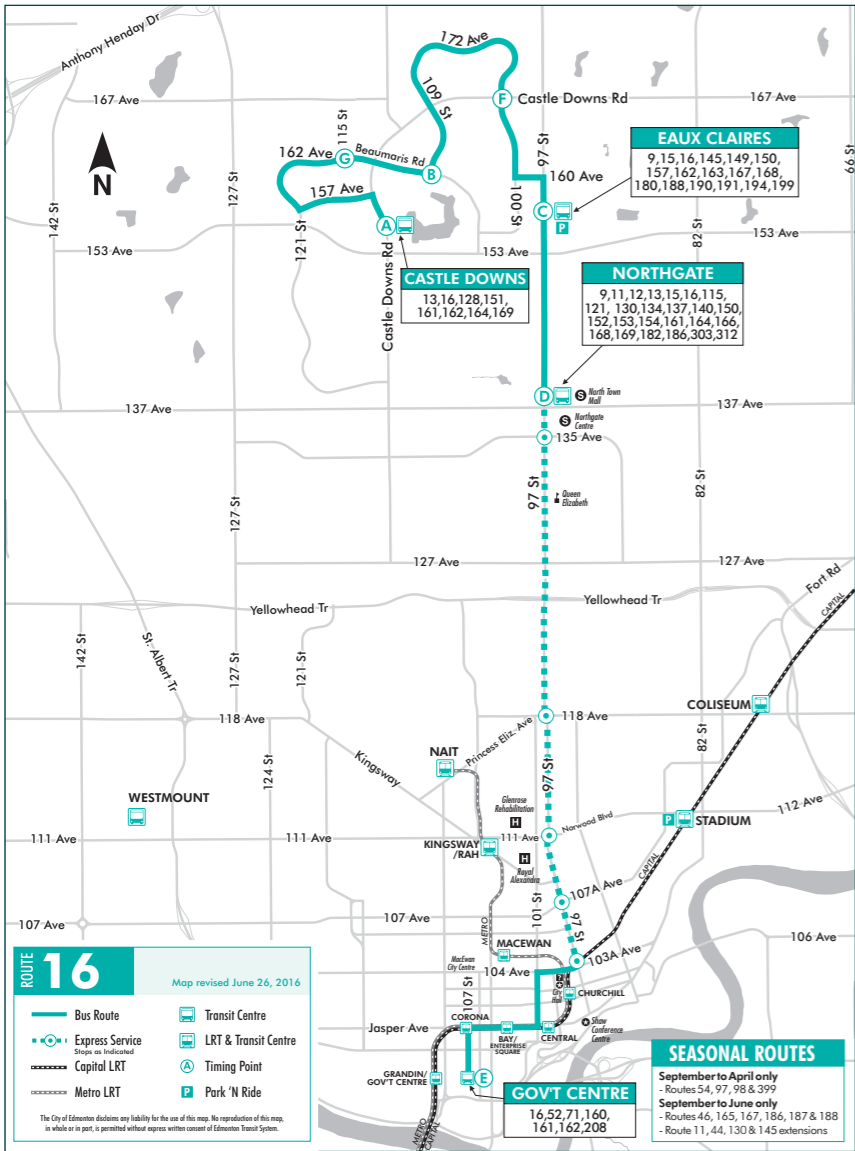 Anthony Henday Dr
172 Ave
167 Ave
109 St
F
Castle Downs Rd
167 Ave
115 St
97 St
66 St
N
162 Ave
G
Beaumaris Rd
B
160 Ave
EAUX CLAIRES
9,15,16,145,149,150,
157,162,163,167,168,
180,188,190,191,194,199
142 St
127 St
157 Ave
100 St
C
P
121 St
A
82 St
153 Ave
153 Ave
153 Ave
Castle Downs Rd
CASTLE DOWNS
13,16,128,151,
161,162,164,169
NORTHGATE
9,11,12,13,15,16,115,
121, 130,134,137,140,150,
152,153,154,161,164,166,
168,169,182,186,303,312
D
S
North Town
Mall
137 Ave
137 Ave
S
Northgate
Centre
135 Ave
97 St
Queen
Elizabeth
82 St
127 St
127 Ave
127 Ave
Fort Rd
Yellowhead Tr
Yellowhead Tr
CAPITAL
142 St
St. Albert Tr
127 St
121 St
118 Ave
118 Ave
COLISEUM
Kingsway
Princess Eliz. Ave
82 St
NAIT
97 St
124 St
WESTMOUNT
Glenrose
Rehabilitation
H
Norwood Blvd
P
STADIUM
112 Ave
111 Ave
111 Ave
KINGSWAY
/RAH
111 Ave
H
Royal
Alexandra
CAPITAL
107A Ave
107 Ave
107 Ave
METRO
101 St
97 St
106 Ave
MACEWAN
MacEwan
City Centre
104 Ave
103A Ave
City
Hall
CHURCHILL
107 St
Jasper Ave
CORONA
BAY/
ENTERPRISE
SQUARE
CENTRAL
Shaw
Conference
Centre
GRANDIN/
GOV'T CENTRE
E
METRO
CAPITAL
GOV'T CENTRE
16,52,71,160,
161,162,208
ROUTE 16
Map revised June 26, 2016
Bus Route
Transit Centre
Express Service
Stops as Indicated
LRT & Transit Centre
Capital LRT
A
Timing Point
Metro LRT
P
Park 'N Ride
The City of Edmonton disclaims any liability for the use of this map. No reproduction of this map,
in whole or in part, is permitted without express written consent of Edmonton Transit System.
SEASONAL ROUTES
September to April only
- Routes 54, 97, 98 & 399
September to June only
- Routes 46, 165, 167, 186, 187 & 188
- Route 11, 44, 130 & 145 extensions